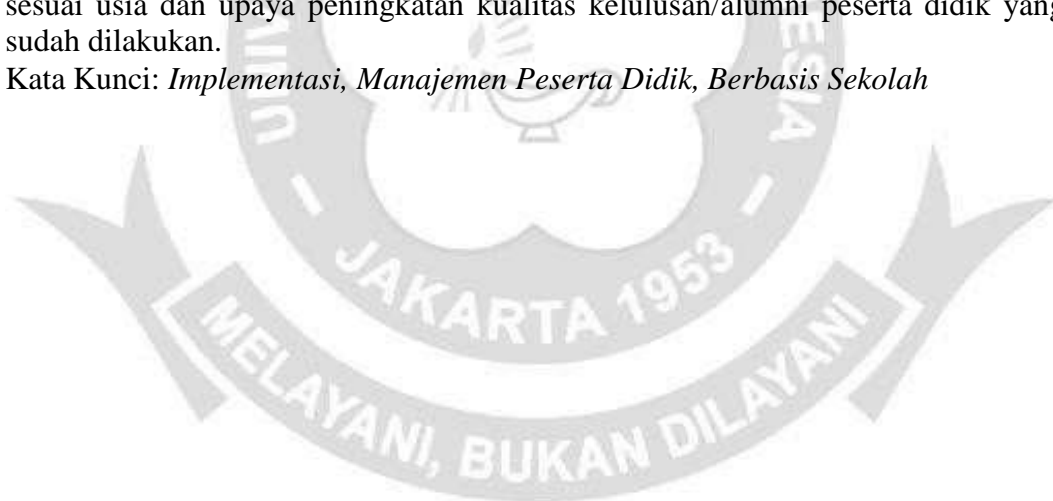 sesuai usia dan upaya peningkatan kualitas kelulusan/alumni peserta didik yang
sudah dilakukan.
Kata Kunci: Implementasi, Manajemen Peserta Didik, Berbasis Sekolah
JAKARTA 1953
MELAYANI, BUKAN DILAYANI